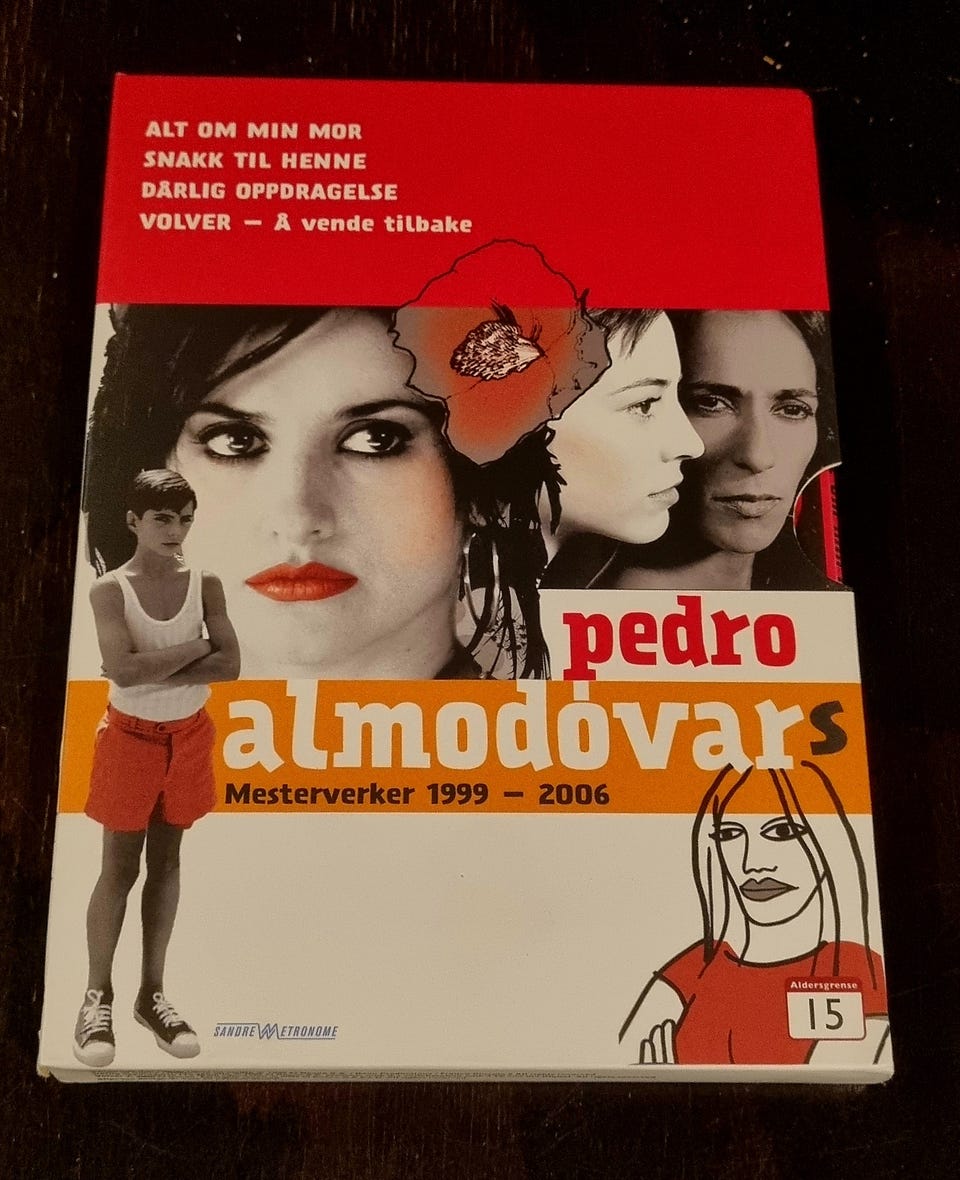 ALT OM MIN MOR
SNAKK TIL HENNE
DÅRLIG OPPDRAGELSE
VOLVER – Å vende tilbake
pedro
almodóvars
Mesterverker 1999 – 2006
SANDREW METRONOME
Aldersgrense
15